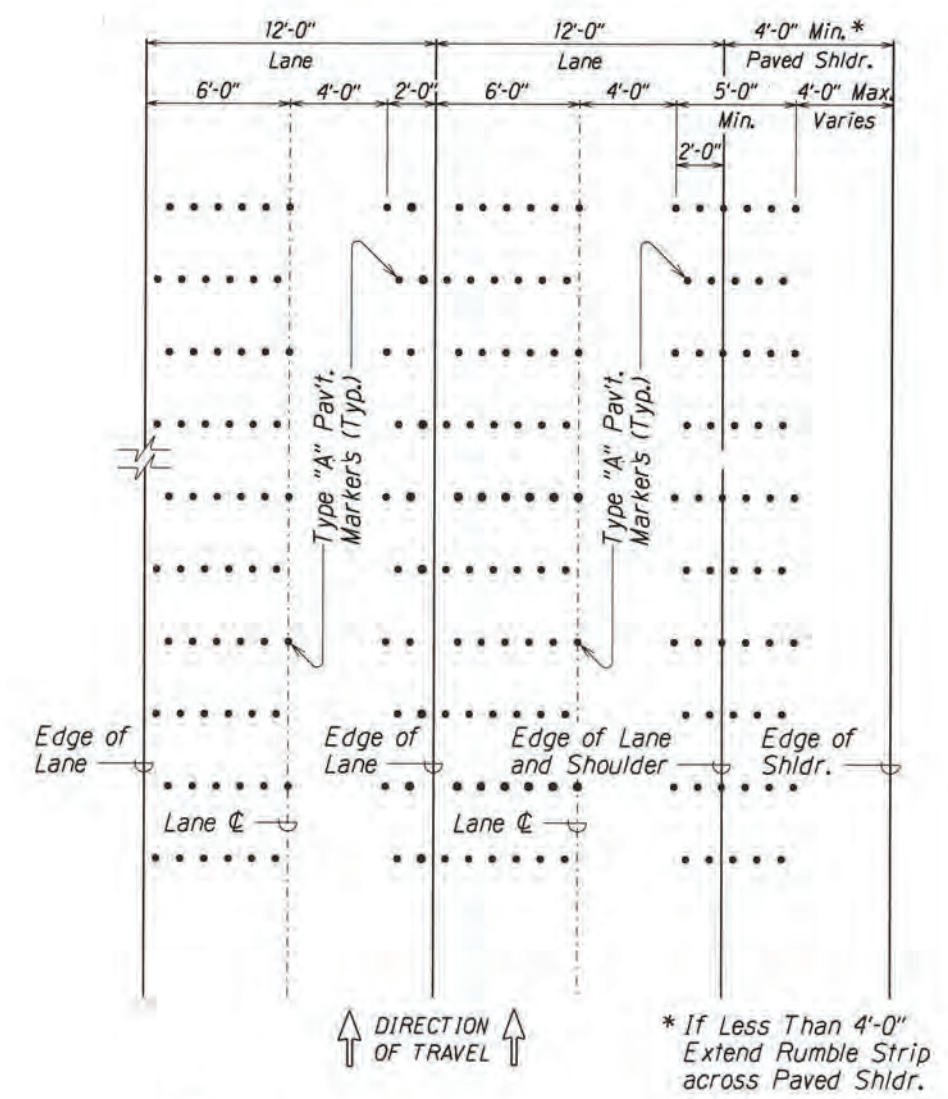 12'-0" 12'-0" 4'-0" Min.*
Lane Lane Paved Shldr.
6'-0" 4'-0" 2'-0" 6'-0" 4'-0" 5'-0" 4'-0" Max.
Min. Varies
2'-0"
Type "A" Pav't.
Marker's (Typ.)
Type "A" Pav't.
Marker's (Typ.)
Edge of
Lane
Edge of
Lane
Edge of Lane
and Shoulder
Edge of
Shldr.
Lane ℄
Lane ℄
DIRECTION
OF TRAVEL
* If Less Than 4'-0"
Extend Rumble Strip
across Paved Shldr.